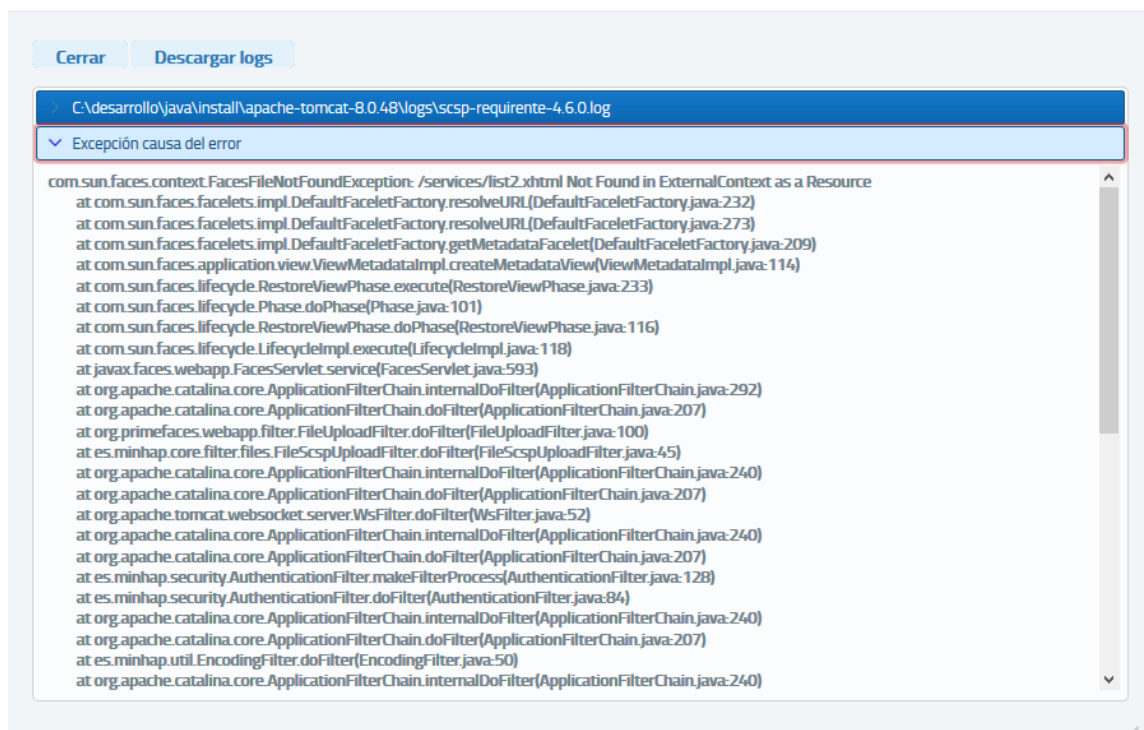 Cerrar Descargar logs
C:\desarrollo\java\install\apache-tomcat-8.0.48\logs\scsp-requirente-4.6.0.log
Excepción causa del error
com.sun.faces.context.FacesFileNotFoundException: /services/list2.xhtml Not Found in ExternalContext as a Resource
at com.sun.faces.facelets.impl.DefaultFaceletFactory.resolveURL(DefaultFaceletFactory.java:232)
at com.sun.faces.facelets.impl.DefaultFaceletFactory.resolveURL(DefaultFaceletFactory.java:273)
at com.sun.faces.facelets.impl.DefaultFaceletFactory.getMetadataFacelet(DefaultFaceletFactory.java:209)
at com.sun.faces.application.view.ViewMetadataImpl.createMetadataView(ViewMetadataImpl.java:114)
at com.sun.faces.lifecycle.RestoreViewPhase.execute(RestoreViewPhase.java:233)
at com.sun.faces.lifecycle.Phase.doPhase(Phase.java:101)
at com.sun.faces.lifecycle.RestoreViewPhase.doPhase(RestoreViewPhase.java:116)
at com.sun.faces.lifecycle.LifecycleImpl.execute(LifecycleImpl.java:118)
at javax.faces.webapp.FacesServlet.service(FacesServlet.java:593)
at org.apache.catalina.core.ApplicationFilterChain.internalDoFilter(ApplicationFilterChain.java:292)
at org.apache.catalina.core.ApplicationFilterChain.doFilter(ApplicationFilterChain.java:207)
at org.primefaces.webapp.filter.FileUploadFilter.doFilter(FileUploadFilter.java:100)
at es.minhap.core.filter.files.FileScspUploadFilter.doFilter(FileScspUploadFilter.java:45)
at org.apache.catalina.core.ApplicationFilterChain.internalDoFilter(ApplicationFilterChain.java:240)
at org.apache.catalina.core.ApplicationFilterChain.doFilter(ApplicationFilterChain.java:207)
at org.apache.tomcat.websocket.server.WsFilter.doFilter(WsFilter.java:52)
at org.apache.catalina.core.ApplicationFilterChain.internalDoFilter(ApplicationFilterChain.java:240)
at org.apache.catalina.core.ApplicationFilterChain.doFilter(ApplicationFilterChain.java:207)
at es.minhap.security.AuthenticationFilter.makeFilterProcess(AuthenticationFilter.java:128)
at es.minhap.security.AuthenticationFilter.doFilter(AuthenticationFilter.java:84)
at org.apache.catalina.core.ApplicationFilterChain.internalDoFilter(ApplicationFilterChain.java:240)
at org.apache.catalina.core.ApplicationFilterChain.doFilter(ApplicationFilterChain.java:207)
at es.minhap.util.EncodingFilter.doFilter(EncodingFilter.java:50)
at org.apache.catalina.core.ApplicationFilterChain.internalDoFilter(ApplicationFilterChain.java:240)